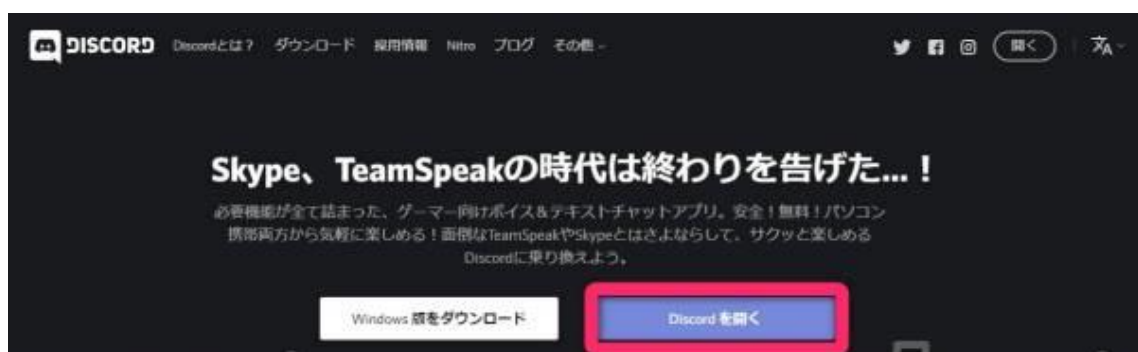 DISCORD Discordとは？ ダウンロード 採用情報 Nitro ブログ その他
開く
Skype、TeamSpeakの時代は終わりを告げた...！
必要機能が全て詰まった、ゲーマー向けボイス&テキストチャットアプリ。安全！無料！パソコン
携帯両方から気軽に楽しめる！面倒なTeamSpeakやSkypeとはさよならして、サクッと楽しめる
Discordに乗り換えよう。
Windows 版をダウンロード
Discord を開く